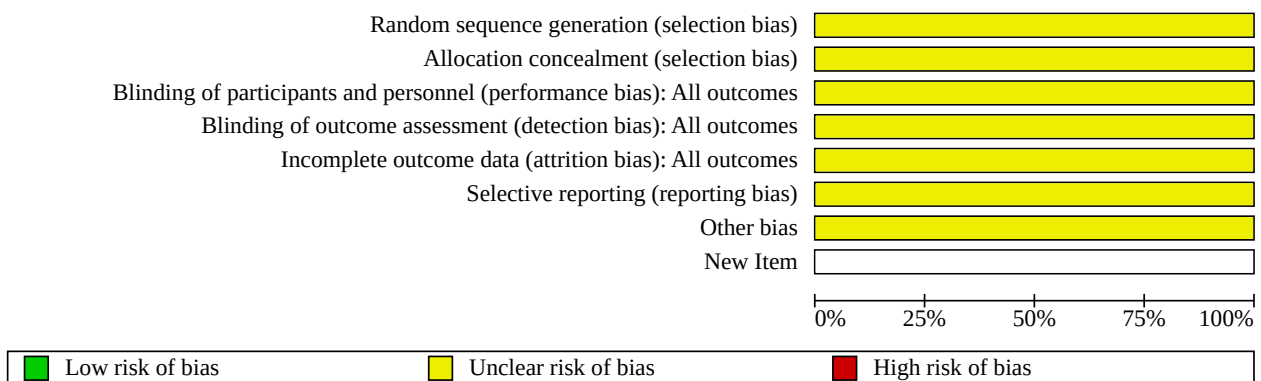 Random sequence generation (selection bias)
Allocation concealment (selection bias)
Blinding of participants and personnel (performance bias): All outcomes
Blinding of outcome assessment (detection bias): All outcomes
Incomplete outcome data (attrition bias): All outcomes
Selective reporting (reporting bias)
Other bias
New Item
0% 25% 50% 75% 100%
Low risk of bias Unclear risk of bias High risk of bias